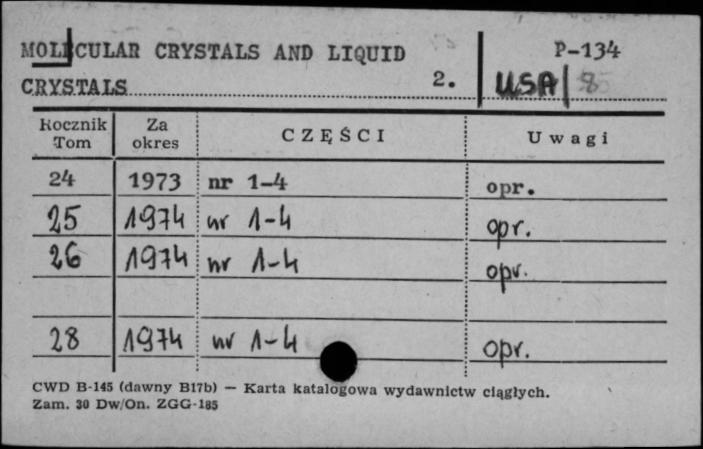 MOLECULAR CRYSTALS AND LIQUID P-134
CRYSTALS 2. USA
Rocznik Tom Za okres CZĘŚCI Uwagi
24 1973 nr 1-4 opr.
25 1974 nr 1-4 opr.
26 1974 nr 1-4 opr.
28 1974 nr 1-4 opr.
CWD B-145 (dawny B17b) — Karta katalogowa wydawnictw ciągłych.
Zam. 30 Dw/On. ZGG-185